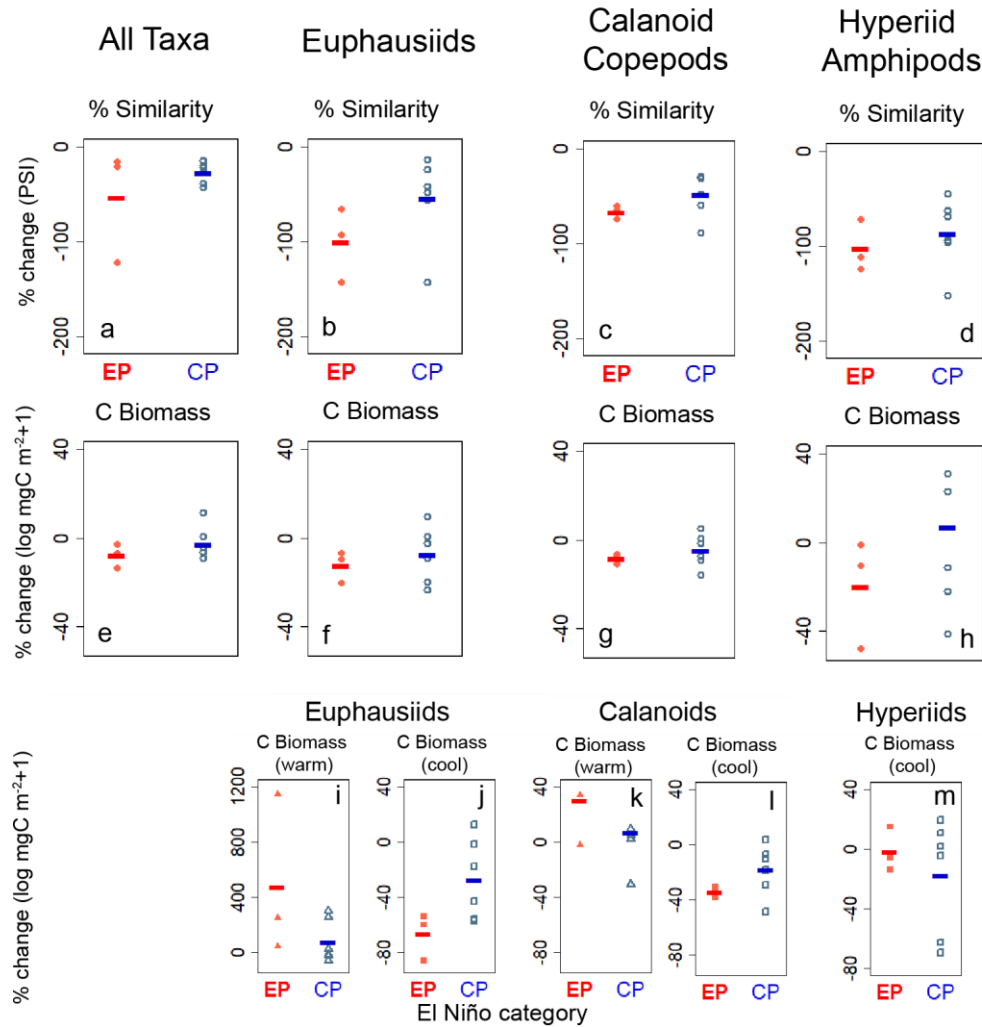 All Taxa
Euphausiids
Calanoid
Copepods
Hyperiid
Amphipods
% Similarity
% Similarity
% Similarity
% Similarity
% change (PSI)
0
-100
-200
a
EP
CP
0
-100
-200
b
EP
CP
0
-100
-200
c
EP
CP
0
-100
-200
d
EP
CP
C Biomass
C Biomass
C Biomass
C Biomass
% change (log mgC m⁻²+1)
40
0
-40
e
40
0
-40
f
40
0
-40
g
40
0
-40
h
Euphausiids
Calanoids
Hyperiids
C Biomass
(warm)
C Biomass
(cool)
C Biomass
(warm)
C Biomass
(cool)
C Biomass
(cool)
% change (log mgC m⁻²+1)
1200
800
400
0
i
EP
CP
40
0
-40
-80
j
EP
CP
40
0
-40
-80
k
EP
CP
40
0
-40
-80
l
EP
CP
40
0
-40
-80
m
EP
CP
El Niño category